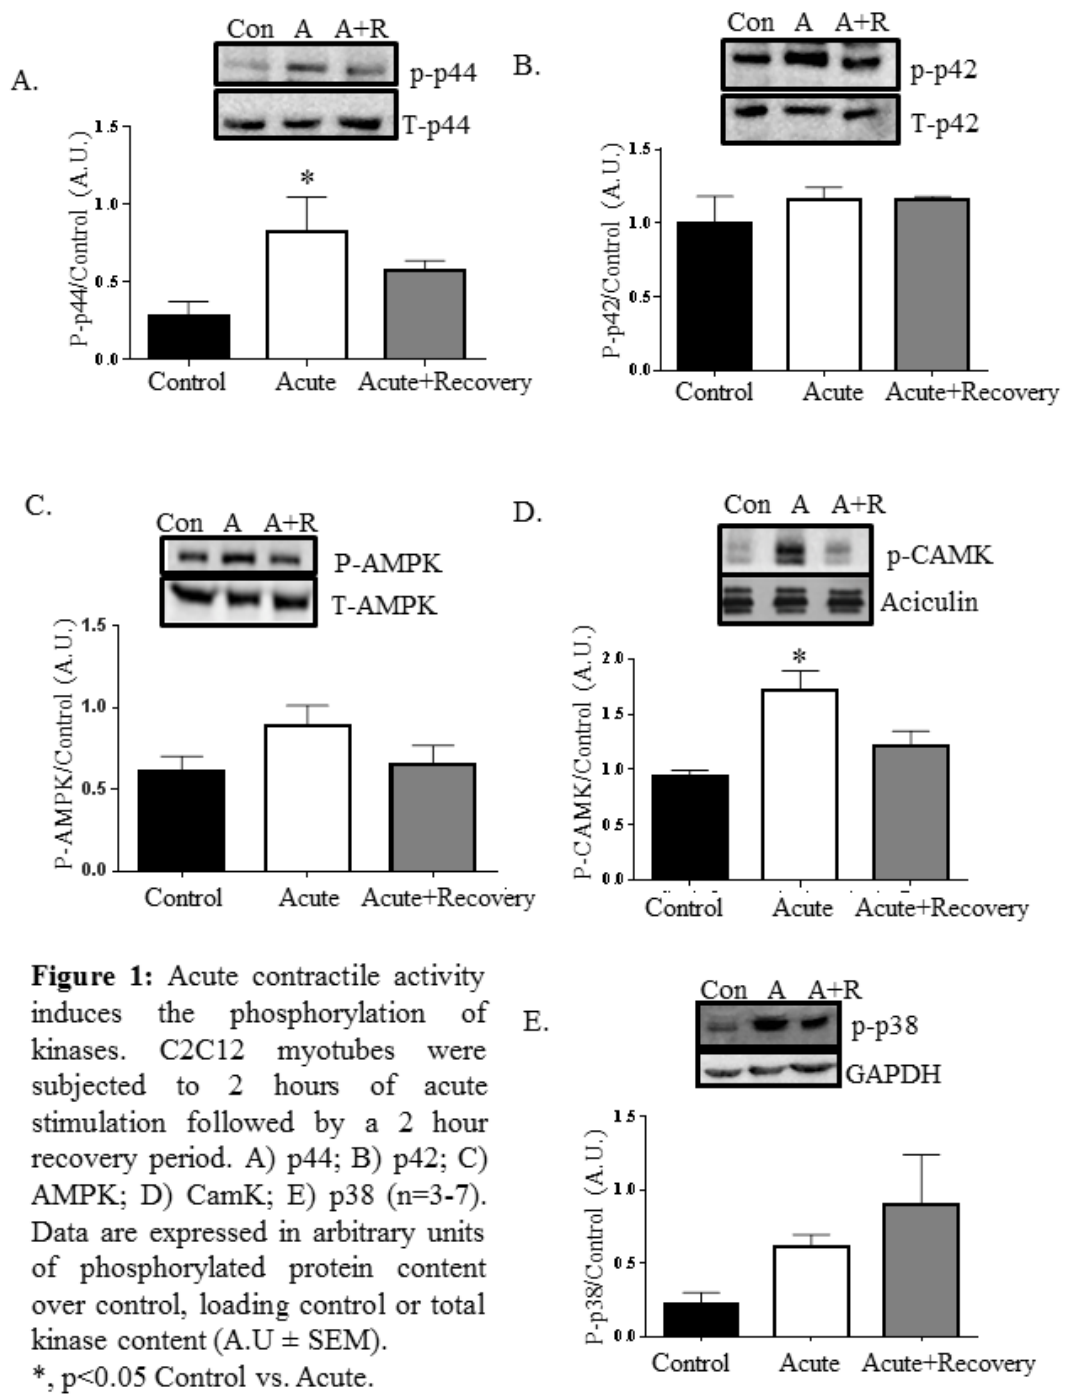 A.
Con A A+R
p-p44
T-p44
P-p44/Control (A.U.)
1.5
1.0
0.5
0.0
*
Control Acute Acute+Recovery
B.
Con A A+R
p-p42
T-p42
P-p42/Control (A.U.)
1.5
1.0
0.5
0.0
Control Acute Acute+Recovery
C.
Con A A+R
P-AMPK
T-AMPK
P-AMPK/Control (A.U.)
1.5
1.0
0.5
0.0
Control Acute Acute+Recovery
D.
Con A A+R
p-CAMK
Aciculin
P-CAMK/Control (A.U.)
2.0
1.5
1.0
0.5
0.0
*
Control Acute Acute+Recovery
Figure 1: Acute contractile activity
induces the phosphorylation of
kinases. C2C12 myotubes were
subjected to 2 hours of acute
stimulation followed by a 2 hour
recovery period. A) p44; B) p42; C)
AMPK; D) CamK; E) p38 (n=3-7).
Data are expressed in arbitrary units
of phosphorylated protein content
over control, loading control or total
kinase content (A.U ± SEM).
*, p<0.05 Control vs. Acute.
E.
Con A A+R
p-p38
GAPDH
P-p38/Control (A.U.)
1.5
1.0
0.5
0.0
Control Acute Acute+Recovery